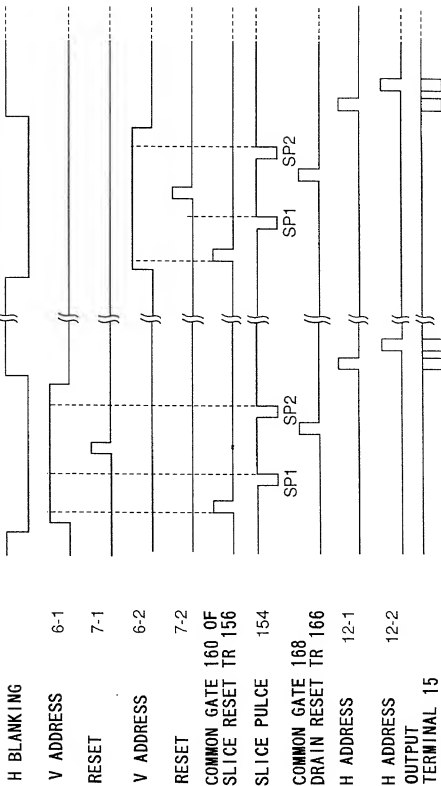 H BLANKING
V ADDRESS 6-1
RESET 7-1
V ADDRESS 6-2
RESET 7-2
COMMON GATE 160 OF
SLICE RESET TR 156
SLICE PULCE 154
COMMON GATE 168
DRAIN RESET TR 166
H ADDRESS 12-1
H ADDRESS 12-2
OUTPUT
TERMINAL 15
SP1
SP2
SP1
SP2